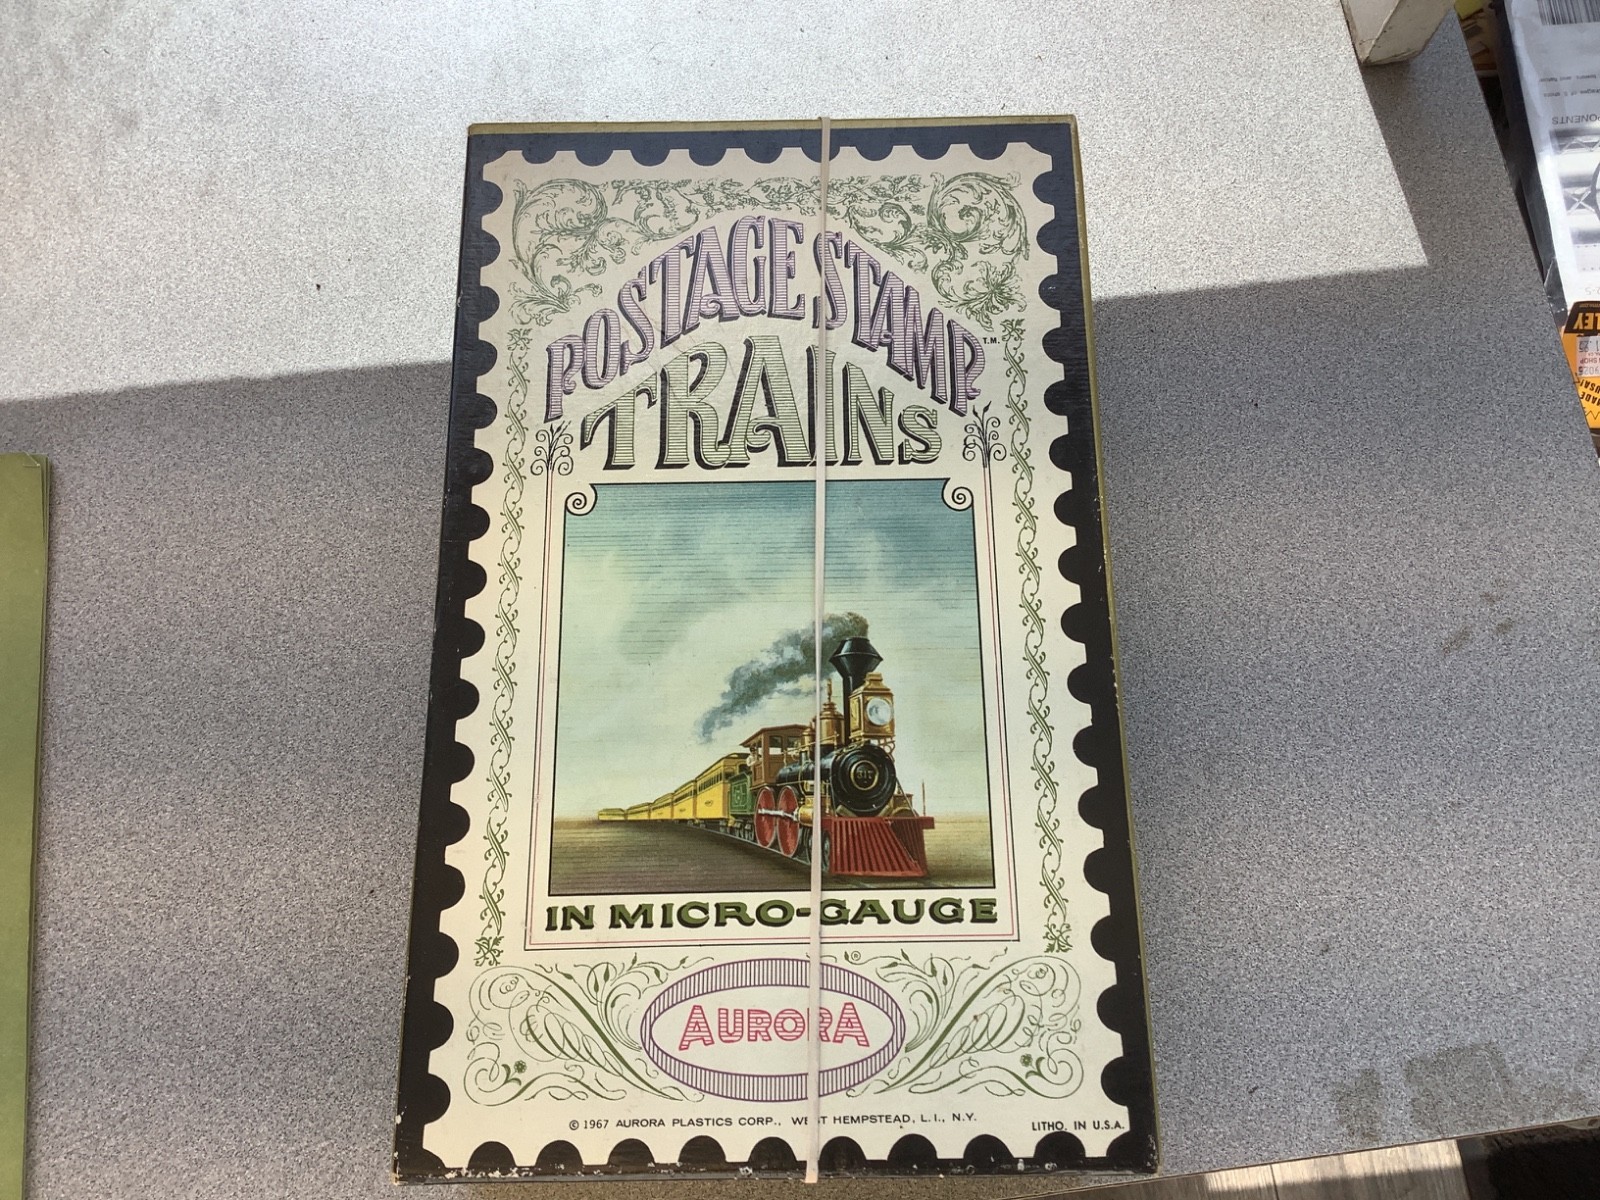 POSTAGE STAMP
T.M.
TRAINS
IN MICRO-GAUGE
®
AURORA
© 1967 AURORA PLASTICS CORP., WEST HEMPSTEAD, L.I., N.Y.
LITHO. IN U.S.A.